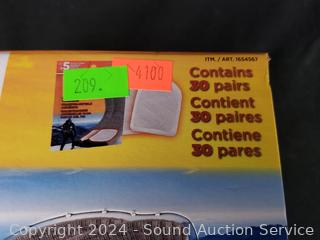 ITM. / ART. 1654567
5
209.
4100
Contains
30 pairs
Contient
30 paires
Contiene
30 pares
Copyright 2024 - Sound Auction Service